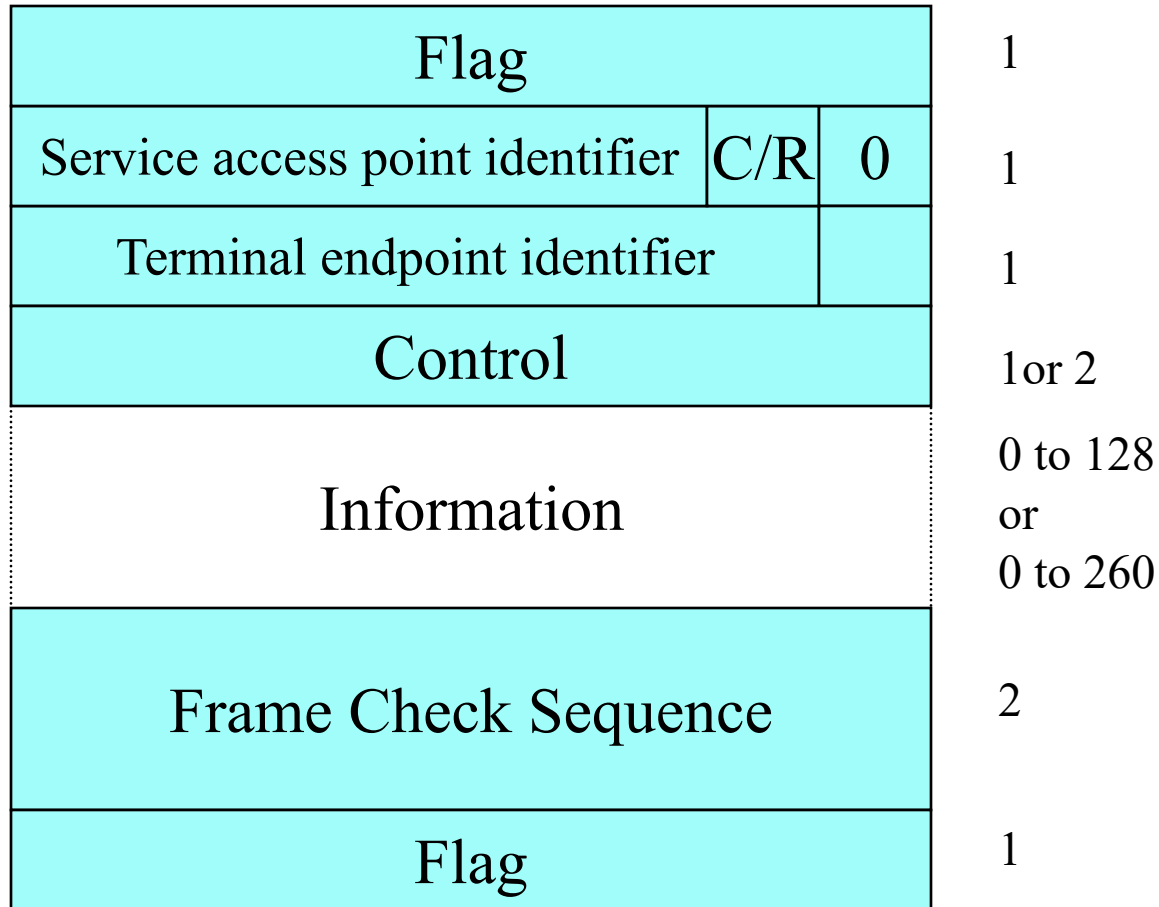 Flag 1
Service access point identifier C/R 0 1
Terminal endpoint identifier 1
Control 1or 2
Information
0 to 128
or
0 to 260
Frame Check Sequence 2
Flag 1